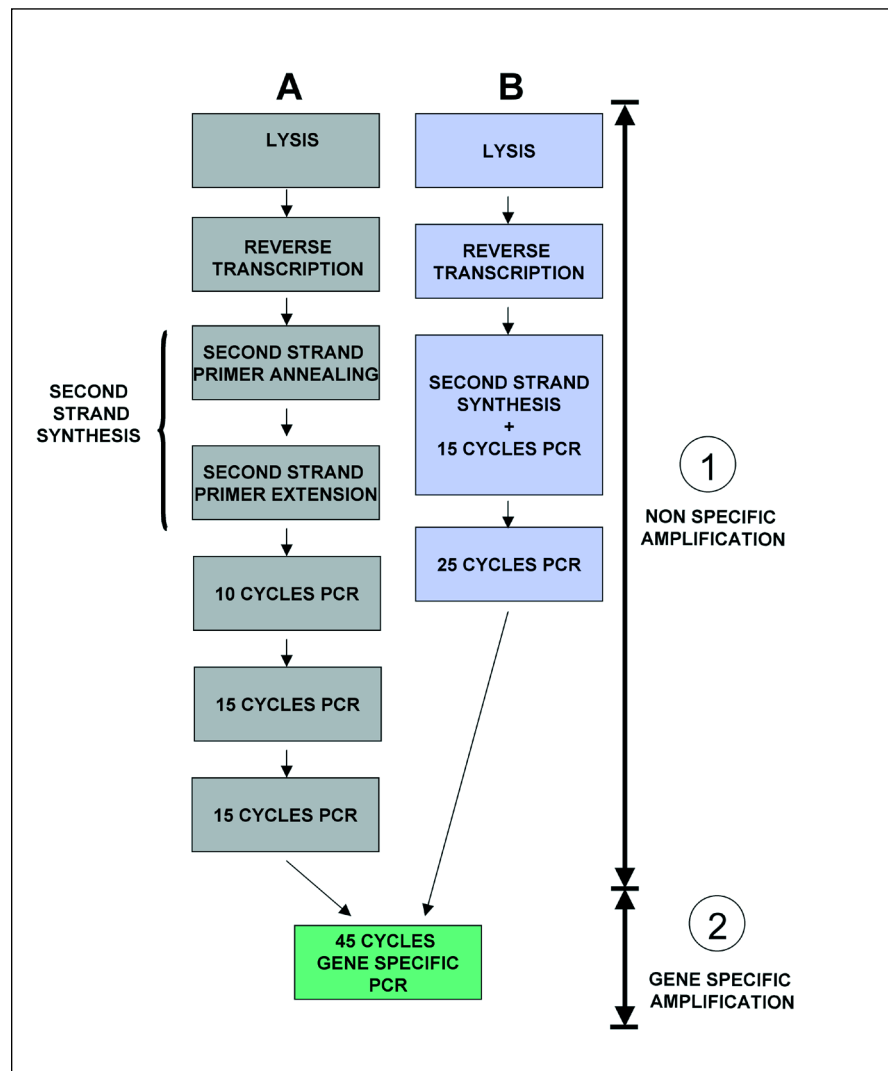 A
LYSIS
REVERSE
TRANSCRIPTION
SECOND
STRAND
SYNTHESIS
SECOND STRAND
PRIMER ANNEALING
SECOND STRAND
PRIMER EXTENSION
10 CYCLES PCR
15 CYCLES PCR
15 CYCLES PCR
B
LYSIS
REVERSE
TRANSCRIPTION
SECOND STRAND
SYNTHESIS
+
15 CYCLES PCR
25 CYCLES PCR
45 CYCLES
GENE SPECIFIC
PCR
1
NON SPECIFIC
AMPLIFICATION
2
GENE SPECIFIC
AMPLIFICATION